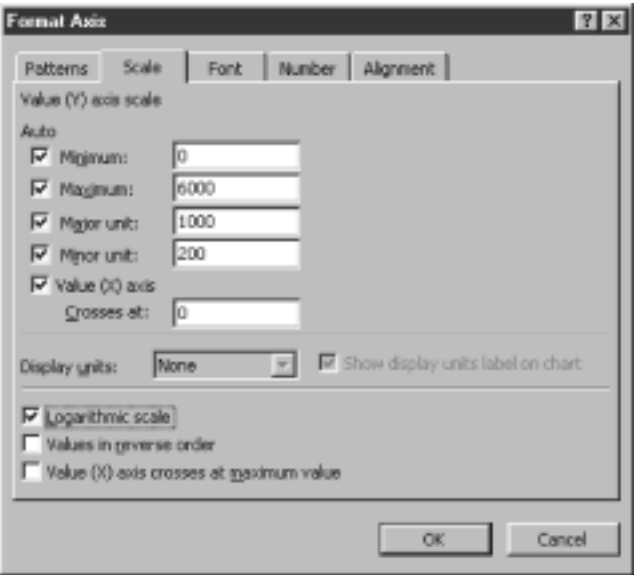 Format Axis
Patterns Scale Font Number Alignment
Value (Y) axis scale
Auto
Minimum: 0
Maximum: 6000
Major unit: 1000
Minor unit: 200
Value (X) axis
Crosses at: 0
Display units: None Show display units label on chart
Logarithmic scale
Values in reverse order
Value (X) axis crosses at maximum value
OK Cancel